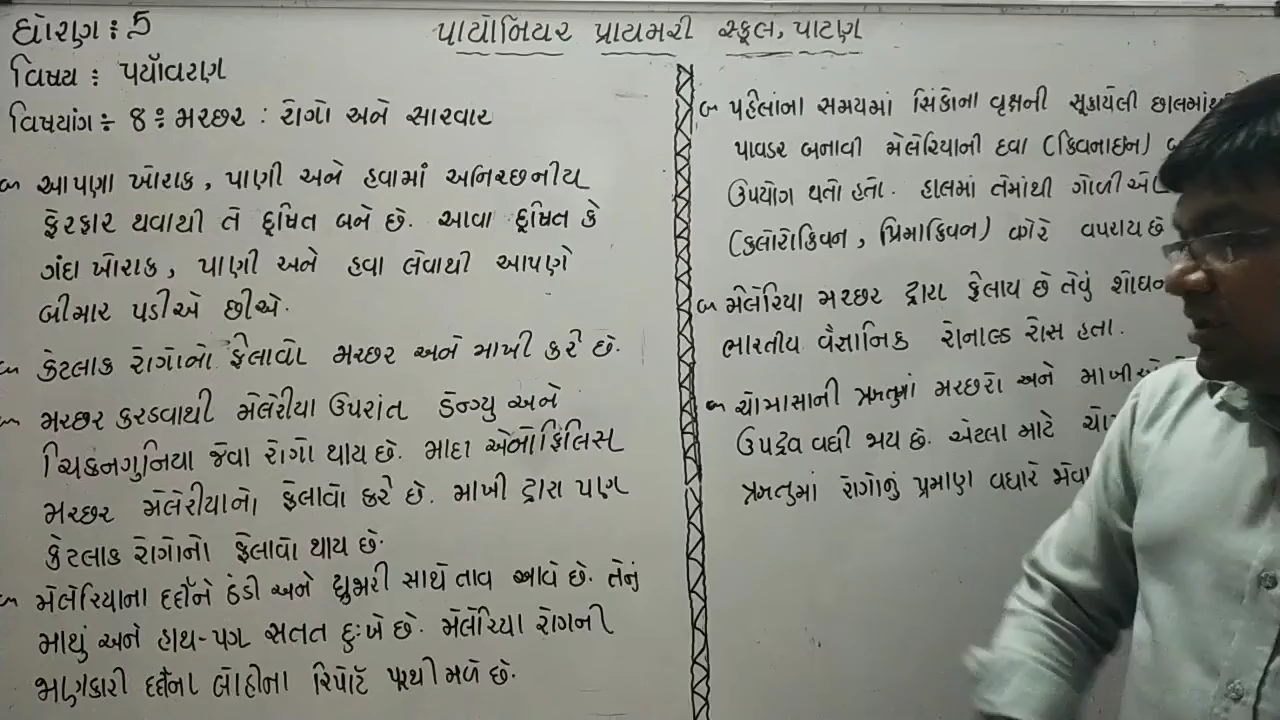 ધોરણ : 5
પાયોનિયર પ્રાયમરી સ્કૂલ, પાટણ
વિષય : પર્યાવરણ
વિષયાંગ ÷ 8 : મચ્છર : રોગો અને સારવાર
આપણા ખોરાક, પાણી અને હવામાં અનિચ્છનીય
ફેરફાર થવાથી તે દૂષિત બને છે. આવા દૂષિત કે
ગંદા ખોરાક, પાણી અને હવા લેવાથી આપણે
બીમાર પડીએ છીએ.
કેટલાક રોગોનો ફેલાવો મચ્છર અને માખી કરે છે.
મચ્છર કરડવાથી મેલેરીયા ઉપરાંત ડેન્ગ્યુ અને
ચિકનગુનિયા જેવા રોગો થાય છે. માદા એનોફિલિસ
મચ્છર મેલેરીયાનો ફેલાવો કરે છે. માખી દ્વારા પણ
કેટલાક રોગોનો ફેલાવો થાય છે.
મેલેરિયાના દર્દીને ઠંડી અને ધ્રુજારી સાથે તાવ આવે છે. તેનું
માથું અને હાથ-પગ સતત દુઃખે છે. મેલેરિયા રોગની
જાણકારી દર્દીના લોહીના રિપોર્ટ પરથી મળે છે.
પહેલાંના સમયમાં સિંકોના વૃક્ષની સૂકાયેલી છાલમાંથી
પાવડર બનાવી મેલેરિયાની દવા (ક્વિનાઇન)
ઉપયોગ થતો હતો. હાલમાં તેમાંથી ગોળીઓ
(ક્લોરોક્વિન, પ્રિમાક્વિન) વગેરે વપરાય છે
મેલેરિયા મચ્છર દ્વારા ફેલાય છે તેવું
ભારતીય વૈજ્ઞાનિક રોનાલ્ડ રોસ હતા.
ચોમાસાની ઋતુમાં મચ્છરો અને
ઉપદ્રવ વધી જાય છે. એટલા માટે
ઋતુમાં રોગોનું પ્રમાણ વધારે